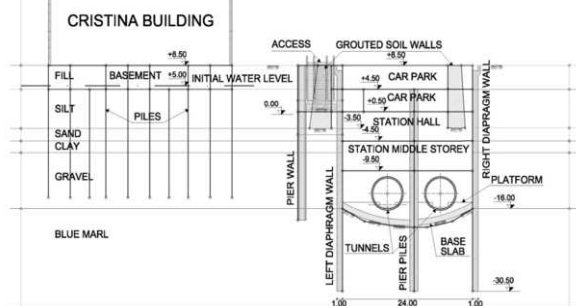 CRISTINA BUILDING
ACCESS
GROUTED SOIL WALLS
+6.50
+6.50
FILL
BASEMENT
+5.00
INITIAL WATER LEVEL
CAR PARK
+4.50
CAR PARK
SILT
PILES
0.00
+0.50
-3.50
STATION HALL
SAND
-4.50
CLAY
STATION MIDDLE STOREY
-9.50
GRAVEL
PIER WALL
LEFT DIAPHRAGM WALL
RIGHT DIAPHRAGM WALL
PLATFORM
-16.00
BLUE MARL
TUNNELS
PIER PILES
BASE
SLAB
-30.50
1.00
24.00
1.00